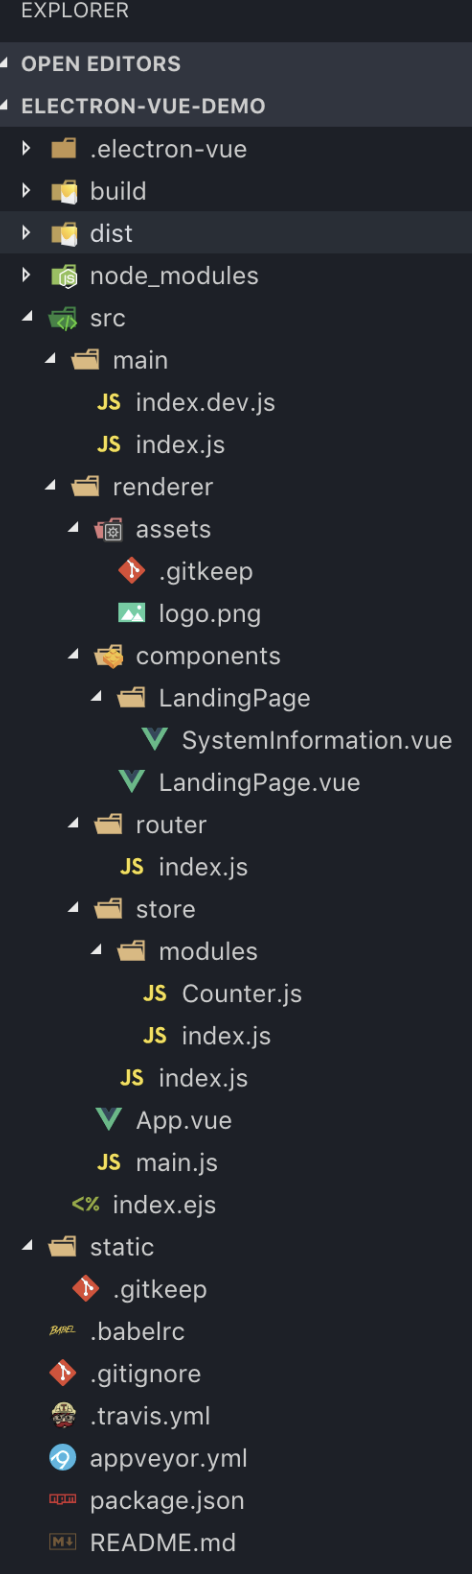 EXPLORER
OPEN EDITORS
ELECTRON-VUE-DEMO
.electron-vue
build
dist
JS node_modules
src
main
JS index.dev.js
JS index.js
renderer
assets
.gitkeep
logo.png
components
LandingPage
SystemInformation.vue
LandingPage.vue
router
JS index.js
store
modules
JS Counter.js
JS index.js
JS index.js
App.vue
JS main.js
<% index.ejs
static
.gitkeep
BABEL .babelrc
.gitignore
.travis.yml
appveyor.yml
npm package.json
M↓ README.md